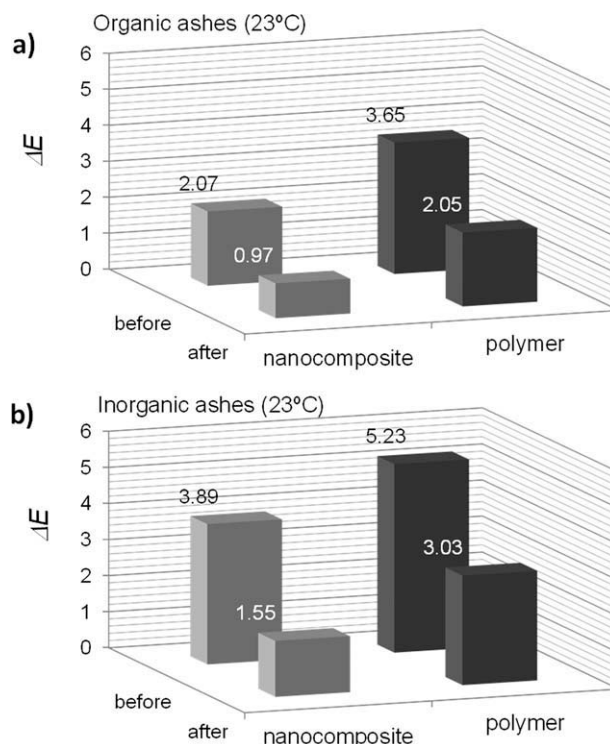 a)
Organic ashes (23ºC)
ΔE
6
5
4
3
2
1
0
2.07
0.97
3.65
2.05
before
after
nanocomposite
polymer
b)
Inorganic ashes (23ºC)
ΔE
6
5
4
3
2
1
0
3.89
1.55
5.23
3.03
before
after
nanocomposite
polymer